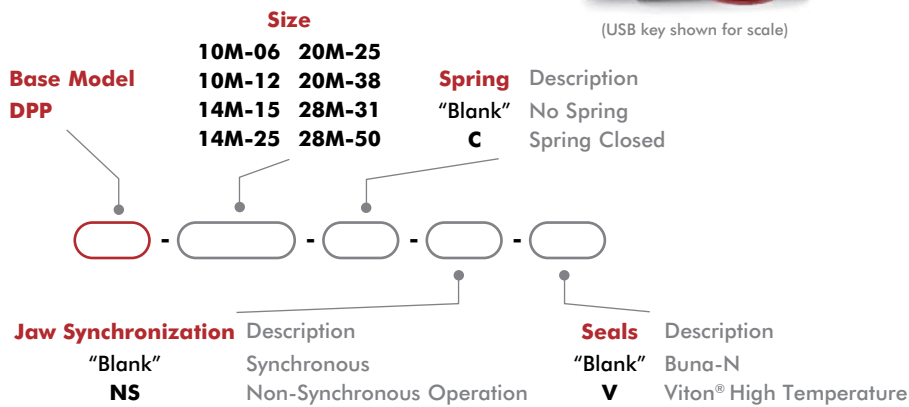 (USB key shown for scale)
Size
10M-06 20M-25
10M-12 20M-38
14M-15 28M-31
14M-25 28M-50
Base Model
DPP
Spring Description
"Blank" No Spring
C Spring Closed
- - - -
Jaw Synchronization Description
"Blank" Synchronous
NS Non-Synchronous Operation
Seals Description
"Blank" Buna-N
V Viton® High Temperature